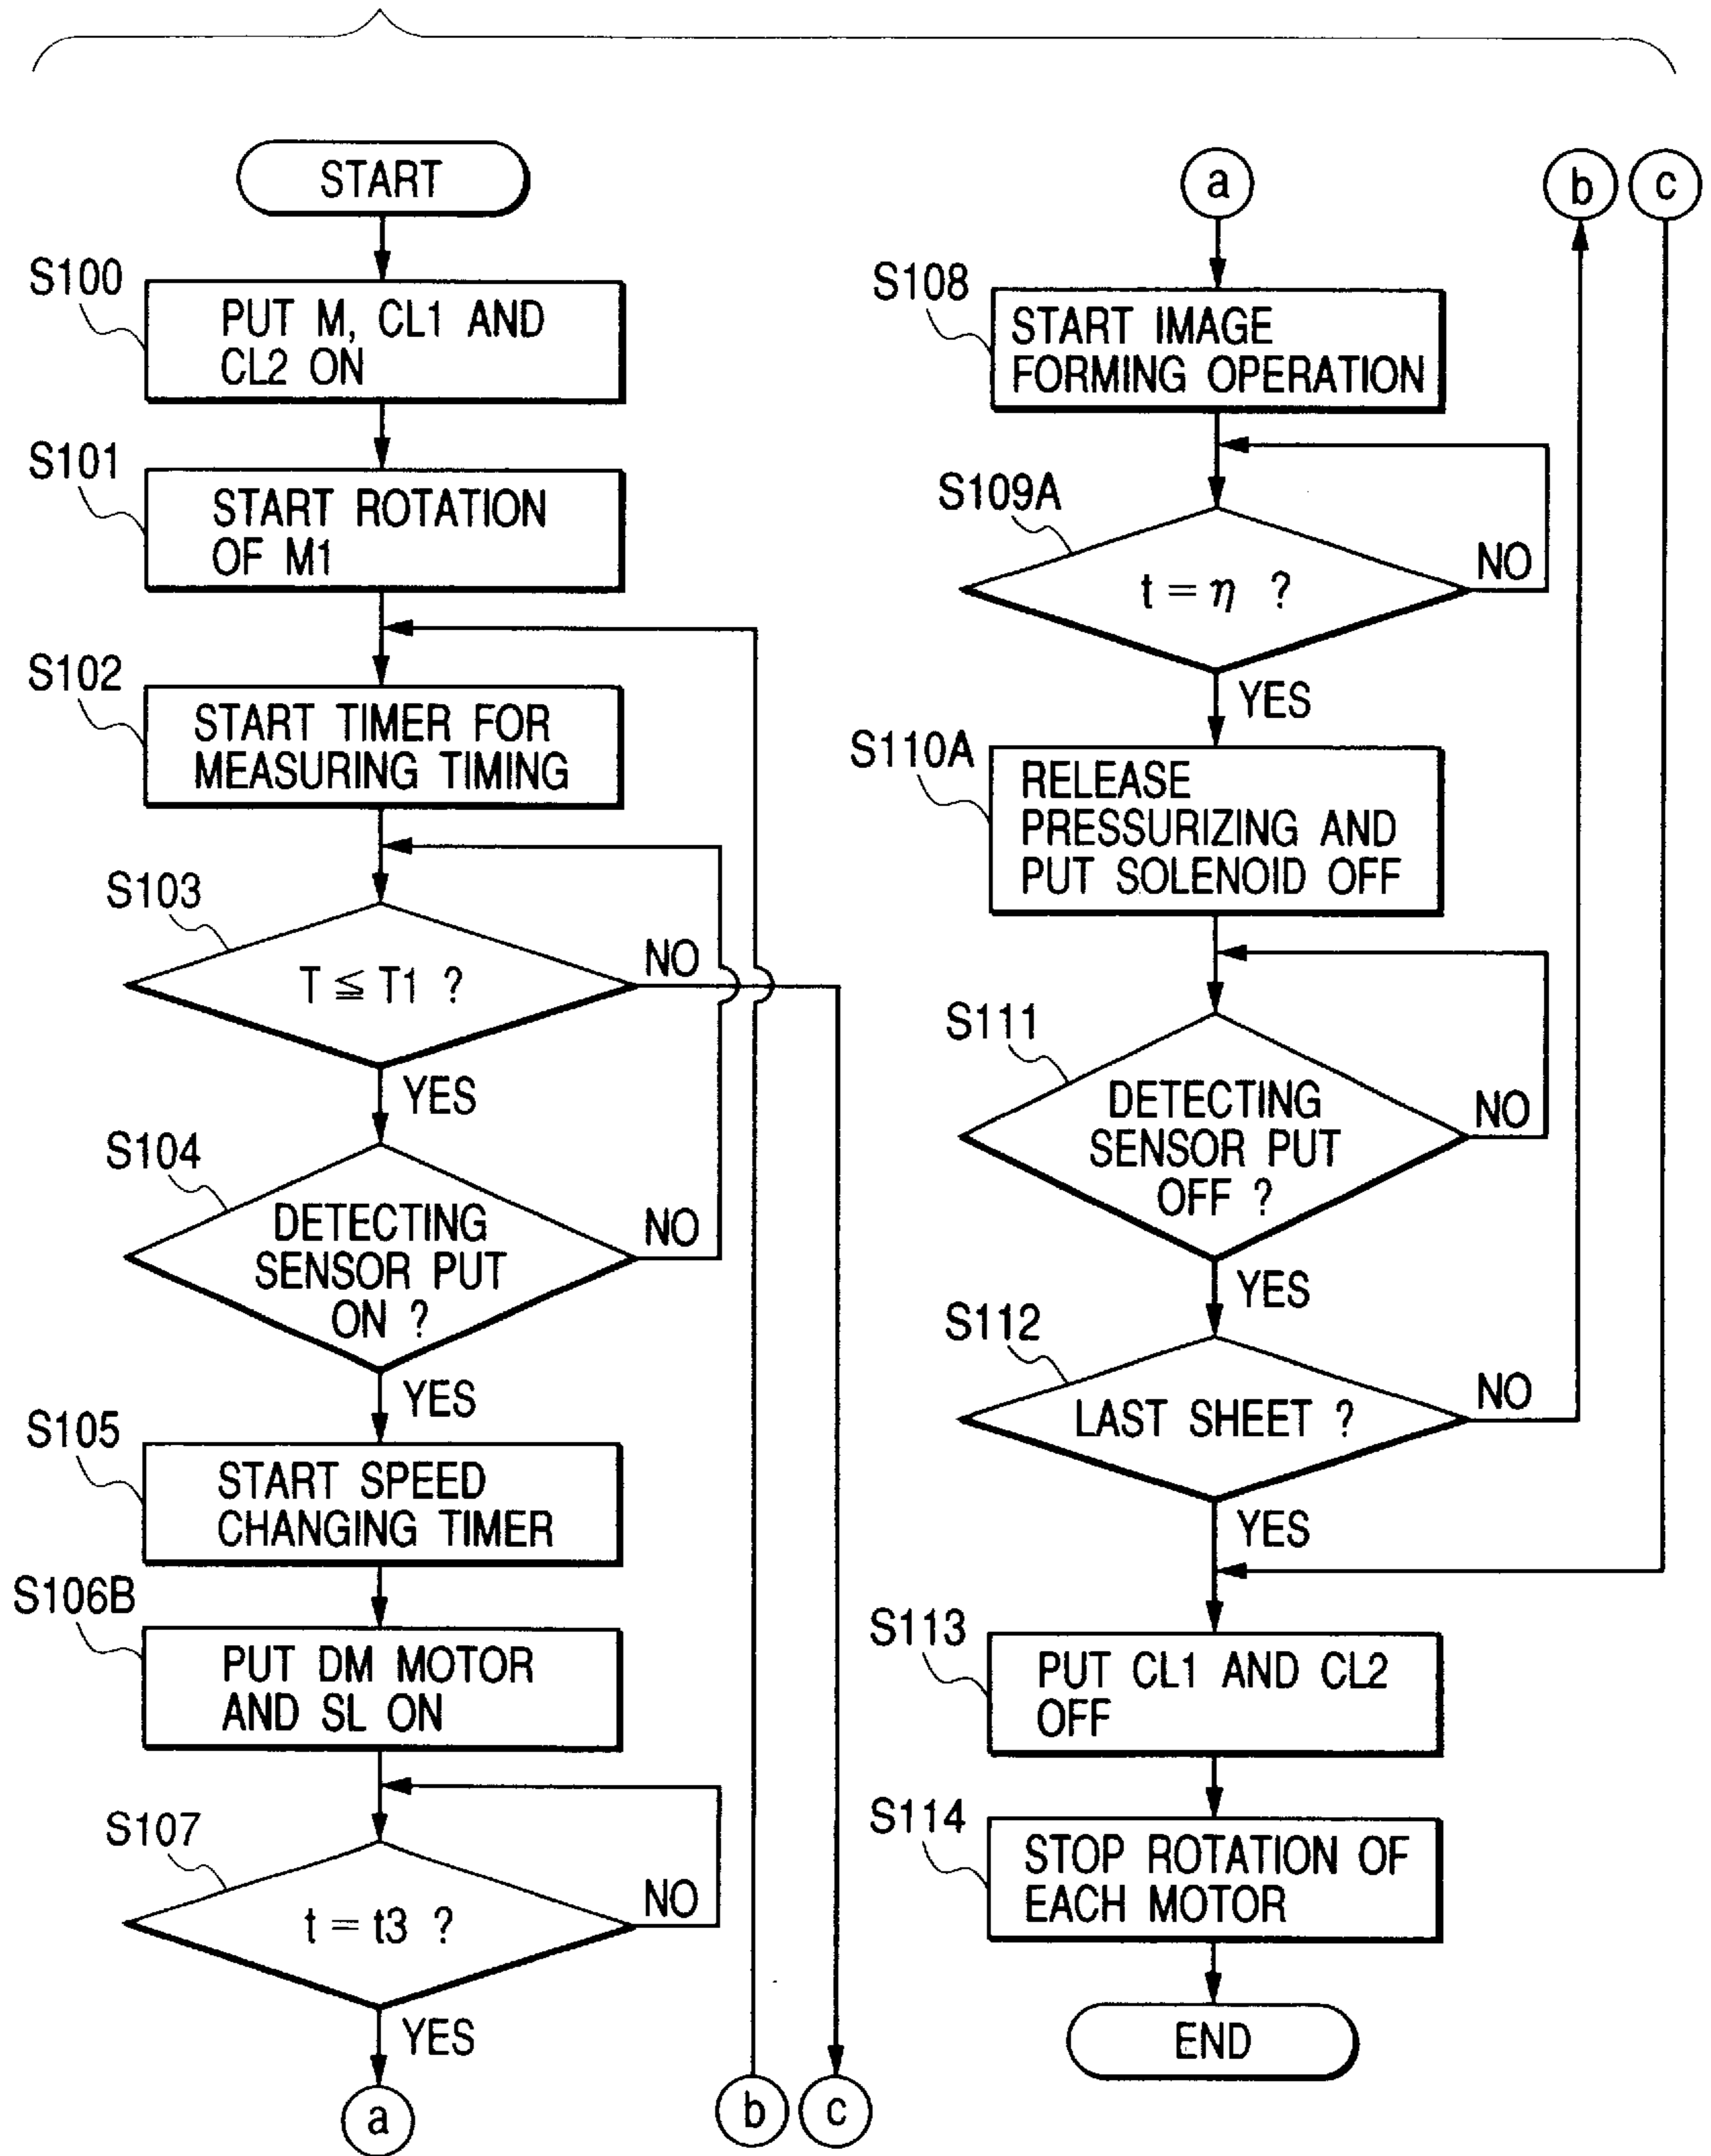 START
S100
PUT M, CL1 AND
CL2 ON
S101
START ROTATION
OF M1
S102
START TIMER FOR
MEASURING TIMING
S103
T ≦ T1 ?
NO
YES
S104
DETECTING
SENSOR PUT
ON ?
NO
YES
S105
START SPEED
CHANGING TIMER
S106B
PUT DM MOTOR
AND SL ON
S107
t = t3 ?
NO
YES
a
b
c
a
b
c
S108
START IMAGE
FORMING OPERATION
S109A
t = η ?
NO
YES
S110A
RELEASE
PRESSURIZING AND
PUT SOLENOID OFF
S111
DETECTING
SENSOR PUT
OFF ?
NO
YES
S112
LAST SHEET ?
NO
YES
S113
PUT CL1 AND CL2
OFF
S114
STOP ROTATION OF
EACH MOTOR
END